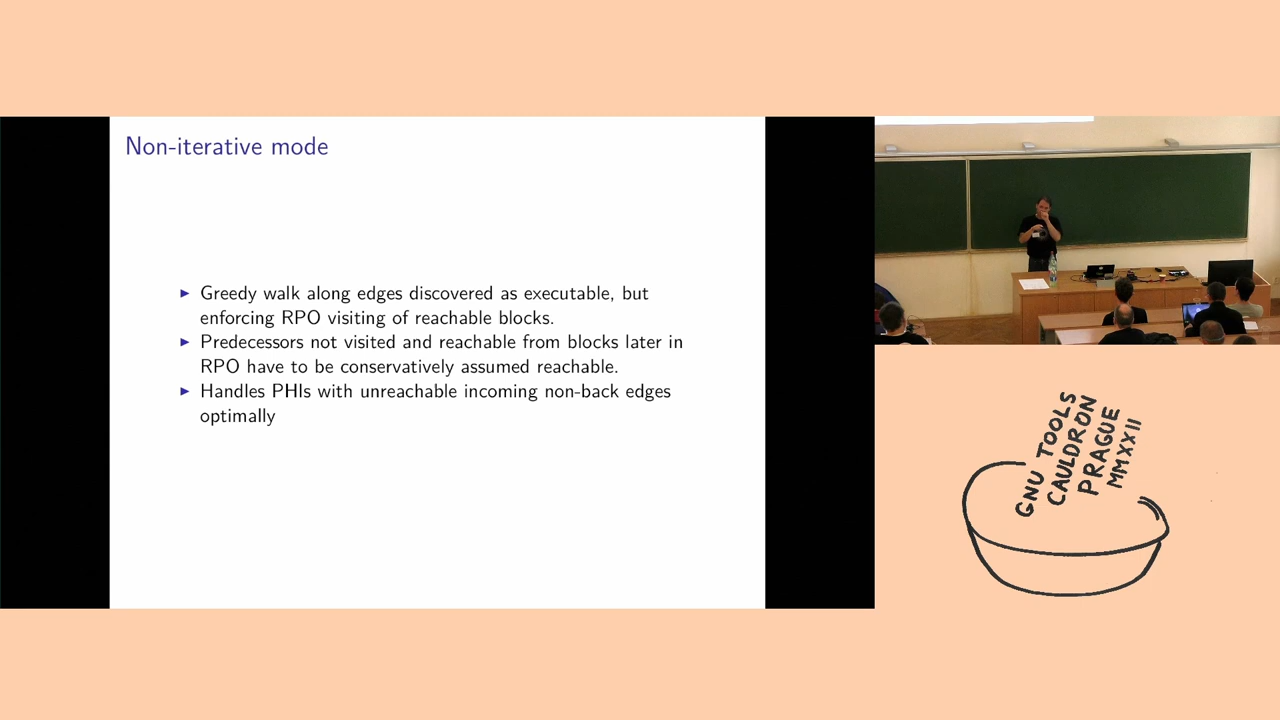 Non-iterative mode
Greedy walk along edges discovered as executable, but
enforcing RPO visiting of reachable blocks.
Predecessors not visited and reachable from blocks later in
RPO have to be conservatively assumed reachable.
Handles PHIs with unreachable incoming non-back edges
optimally
GNU TOOLS
CAULDRON
PRAGUE
MMXXII